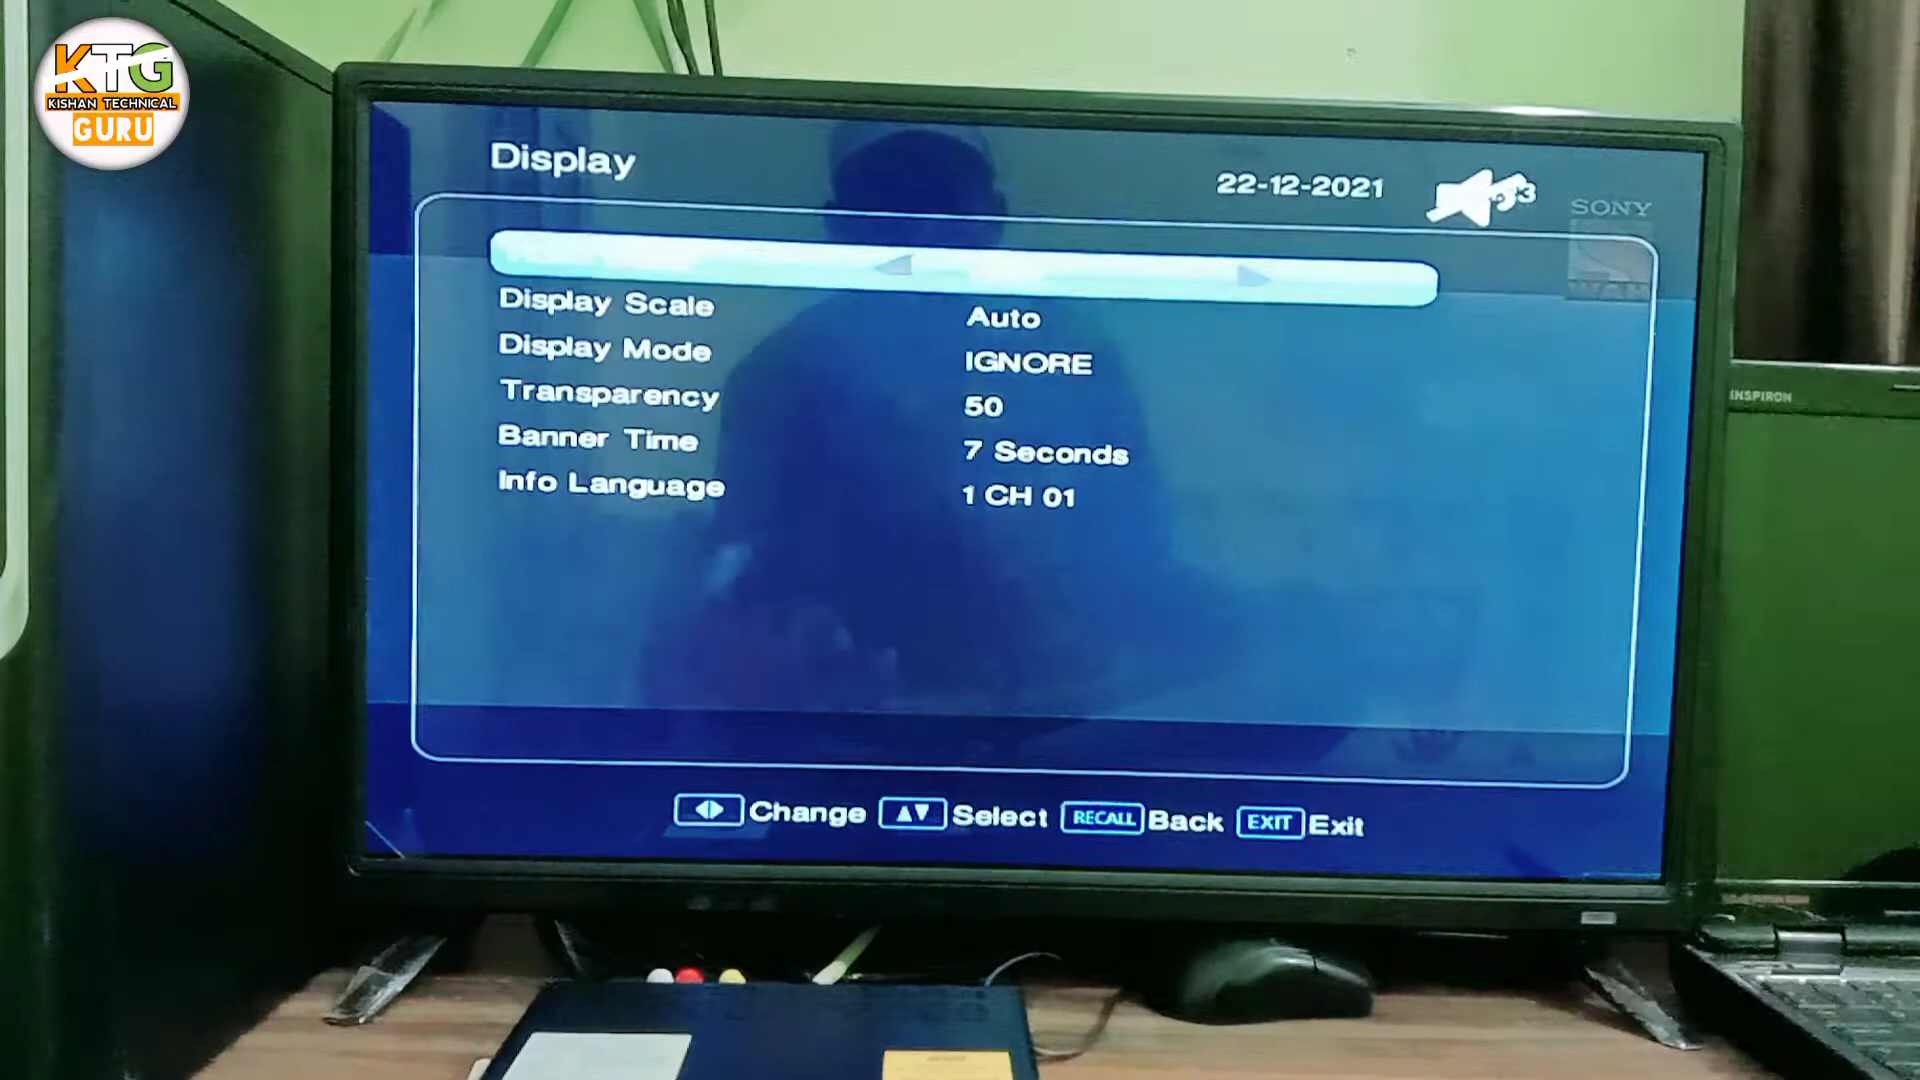 KTG
KISHAN TECHNICAL
GURU
Display
22-12-2021
SONY
Display Scale Auto
Display Mode IGNORE
Transparency 50
Banner Time 7 Seconds
Info Language 1 CH 01
Change Select RECALL Back EXIT Exit
INSPIRON